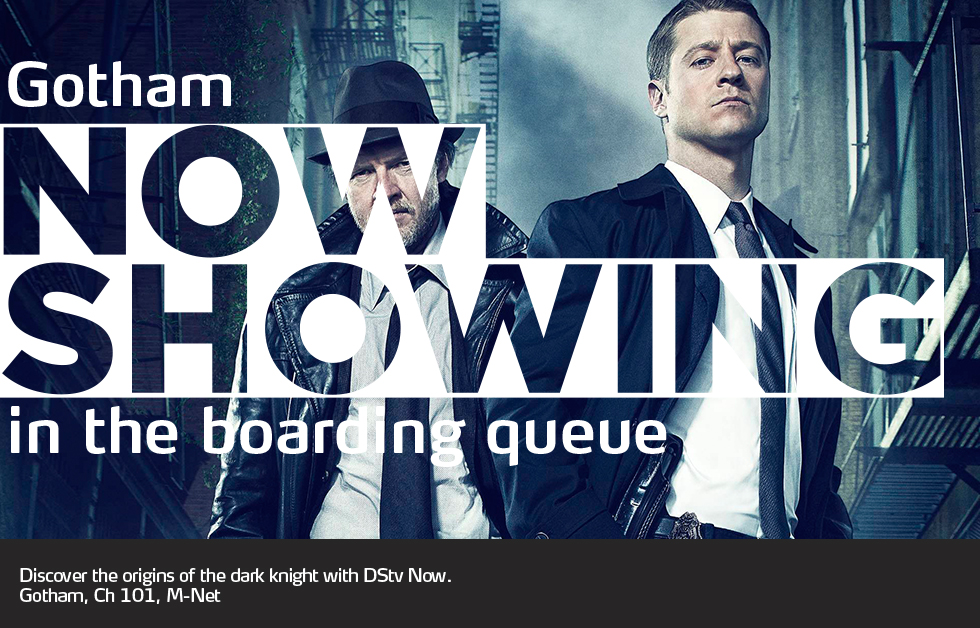 Gotham
NOW
SHOWING
in the boarding queue
Discover the origins of the dark knight with DStv Now.
Gotham, Ch 101, M-Net